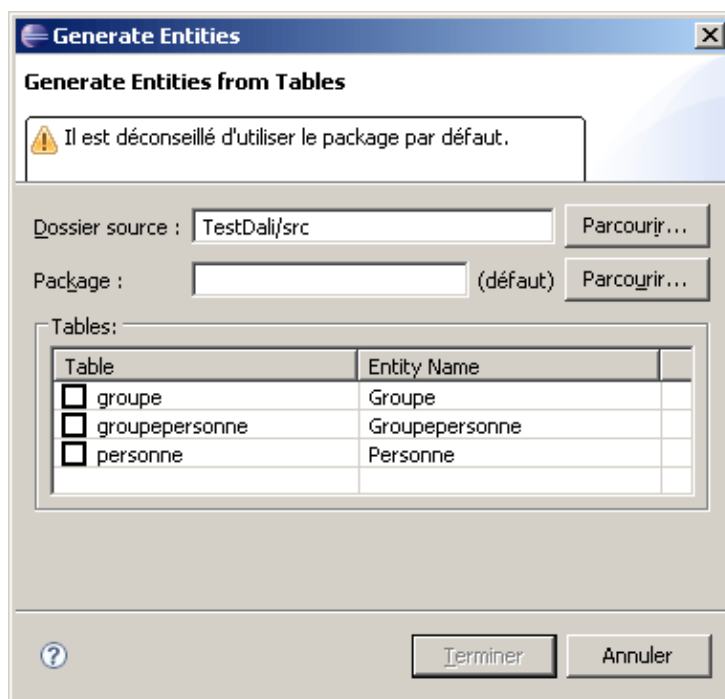 Generate Entities
Generate Entities from Tables
Il est déconseillé d'utiliser le package par défaut.
Dossier source : TestDali/src Parcourir...
Package : (défaut) Parcourir...
Tables:
Table Entity Name
groupe Groupe
groupepersonne Groupepersonne
personne Personne
Terminer Annuler